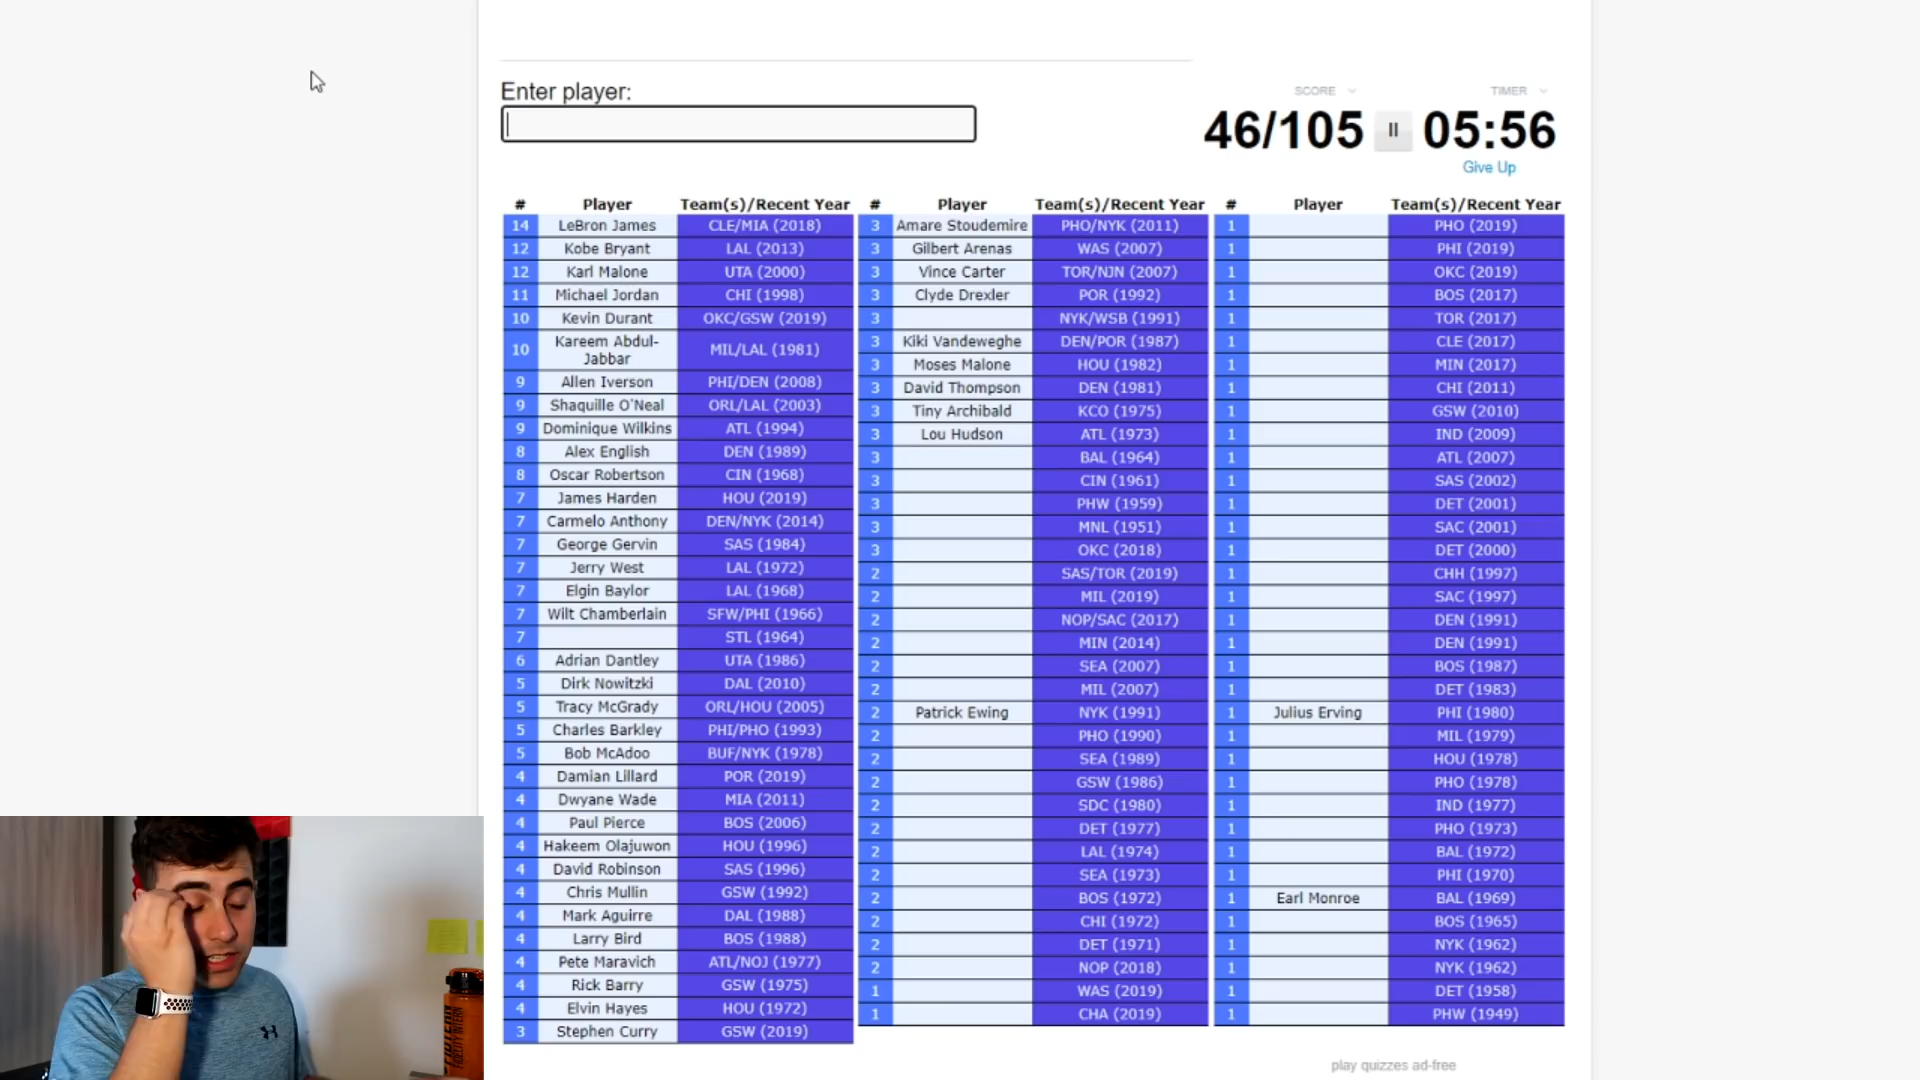 Enter player:
SCORE TIMER
46/105 05:56
Give Up
# Player Team(s)/Recent Year # Player Team(s)/Recent Year # Player Team(s)/Recent Year
14 LeBron James CLE/MIA (2018) 3 Amare Stoudemire PHO/NYK (2011) 1 PHO (2019)
12 Kobe Bryant LAL (2013) 3 Gilbert Arenas WAS (2007) 1 PHI (2019)
12 Karl Malone UTA (2000) 3 Vince Carter TOR/NJN (2007) 1 OKC (2019)
11 Michael Jordan CHI (1998) 3 Clyde Drexler POR (1992) 1 BOS (2017)
10 Kevin Durant OKC/GSW (2019) 3 NYK/WSB (1991) 1 TOR (2017)
10 Kareem Abdul-
Jabbar MIL/LAL (1981) 3 Kiki Vandeweghe DEN/POR (1987) 1 CLE (2017)
3 Moses Malone HOU (1982) 1 MIN (2017)
9 Allen Iverson PHI/DEN (2008) 3 David Thompson DEN (1981) 1 CHI (2011)
9 Shaquille O'Neal ORL/LAL (2003) 3 Tiny Archibald KCO (1975) 1 GSW (2010)
9 Dominique Wilkins ATL (1994) 3 Lou Hudson ATL (1973) 1 IND (2009)
8 Alex English DEN (1989) 3 BAL (1964) 1 ATL (2007)
8 Oscar Robertson CIN (1968) 3 CIN (1961) 1 SAS (2002)
7 James Harden HOU (2019) 3 PHW (1959) 1 DET (2001)
7 Carmelo Anthony DEN/NYK (2014) 3 MNL (1951) 1 SAC (2001)
7 George Gervin SAS (1984) 3 OKC (2018) 1 DET (2000)
7 Jerry West LAL (1972) 2 SAS/TOR (2019) 1 CHH (1997)
7 Elgin Baylor LAL (1968) 2 MIL (2019) 1 SAC (1997)
7 Wilt Chamberlain SFW/PHI (1966) 2 NOP/SAC (2017) 1 DEN (1991)
7 STL (1964) 2 MIN (2014) 1 DEN (1991)
6 Adrian Dantley UTA (1986) 2 SEA (2007) 1 BOS (1987)
5 Dirk Nowitzki DAL (2010) 2 MIL (2007) 1 DET (1983)
5 Tracy McGrady ORL/HOU (2005) 2 Patrick Ewing NYK (1991) 1 Julius Erving PHI (1980)
5 Charles Barkley PHI/PHO (1993) 2 PHO (1990) 1 MIL (1979)
5 Bob McAdoo BUF/NYK (1978) 2 SEA (1989) 1 HOU (1978)
4 Damian Lillard POR (2019) 2 GSW (1986) 1 PHO (1978)
4 Dwyane Wade MIA (2011) 2 SDC (1980) 1 IND (1977)
4 Paul Pierce BOS (2006) 2 DET (1977) 1 PHO (1973)
4 Hakeem Olajuwon HOU (1996) 2 LAL (1974) 1 BAL (1972)
4 David Robinson SAS (1996) 2 SEA (1973) 1 PHI (1970)
4 Chris Mullin GSW (1992) 2 BOS (1972) 1 Earl Monroe BAL (1969)
4 Mark Aguirre DAL (1988) 2 CHI (1972) 1 BOS (1965)
4 Larry Bird BOS (1988) 2 DET (1971) 1 NYK (1962)
4 Pete Maravich ATL/NOJ (1977) 2 NOP (2018) 1 NYK (1962)
4 Rick Barry GSW (1975) 1 WAS (2019) 1 DET (1958)
4 Elvin Hayes HOU (1972) 1 CHA (2019) 1 PHW (1949)
3 Stephen Curry GSW (2019)
play quizzes ad-free